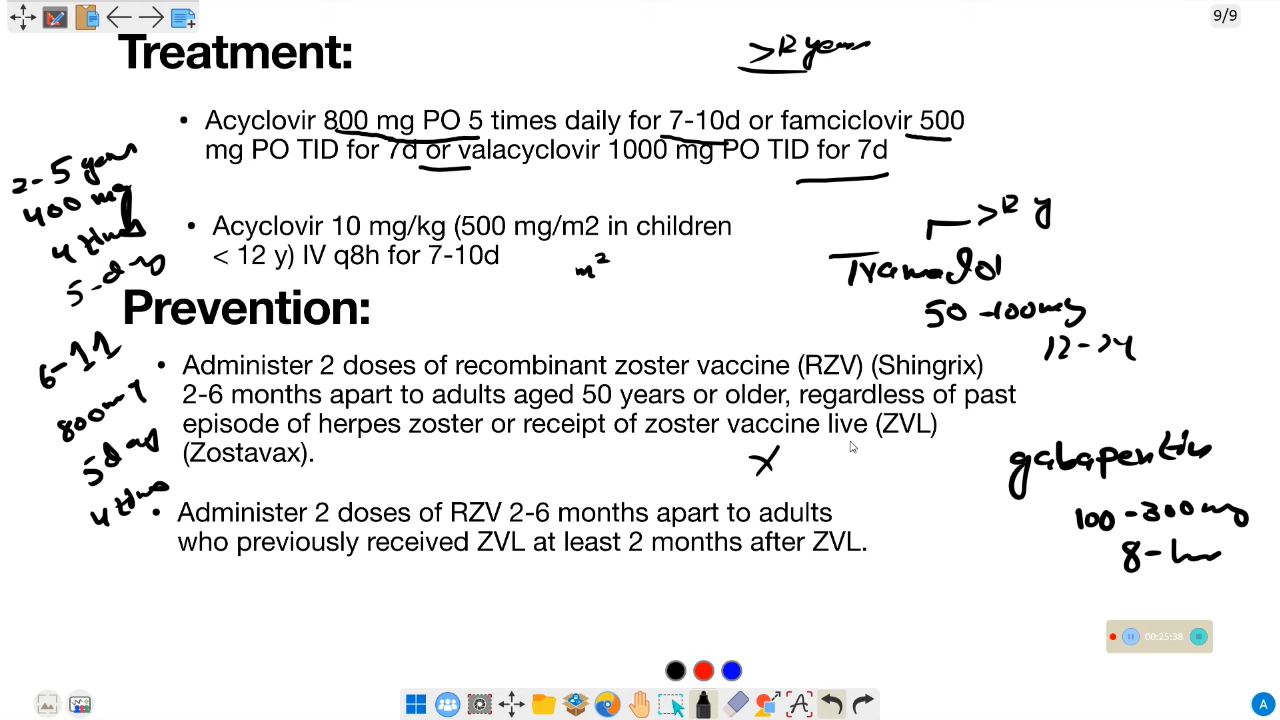 9/9
Treatment:
>12 years
• Acyclovir 800 mg PO 5 times daily for 7-10d or famciclovir 500
mg PO TID for 7d or valacyclovir 1000 mg PO TID for 7d
2-5 years
400 mg
4 times
5-days
• Acyclovir 10 mg/kg (500 mg/m2 in children
< 12 y) IV q8h for 7-10d
m²
>12 y
Tramadol
50-100mg
12-24
Prevention:
6-11
800mg
5days
4 times
• Administer 2 doses of recombinant zoster vaccine (RZV) (Shingrix)
2-6 months apart to adults aged 50 years or older, regardless of past
episode of herpes zoster or receipt of zoster vaccine live (ZVL)
(Zostavax).
gabapentin
100-300mg
8-hr
• Administer 2 doses of RZV 2-6 months apart to adults
who previously received ZVL at least 2 months after ZVL.
00:25:38
A